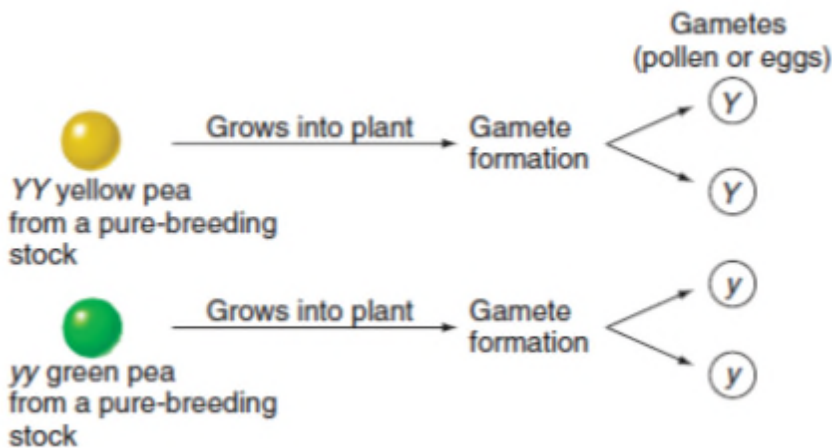 Gametes
(pollen or eggs)
Y
Grows into plant
Gamete
formation
Y
YY yellow pea
from a pure-breeding
stock
y
Grows into plant
Gamete
formation
y
yy green pea
from a pure-breeding
stock